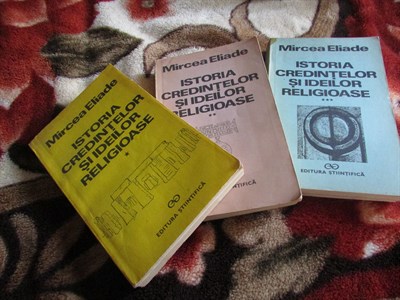 Mircea Eliade
ISTORIA
CREDINȚELOR
ȘI IDEILOR
RELIGIOASE
*
EDITURA ȘTIINȚIFICĂ
Mircea Eliade
ISTORIA
CREDINȚELOR
ȘI IDEILOR
RELIGIOASE
**
ȘTIINȚIFICĂ
Mircea Eliade
ISTORIA
CREDINȚELOR
ȘI IDEILOR
RELIGIOASE
***
EDITURA ȘTIINȚIFICĂ